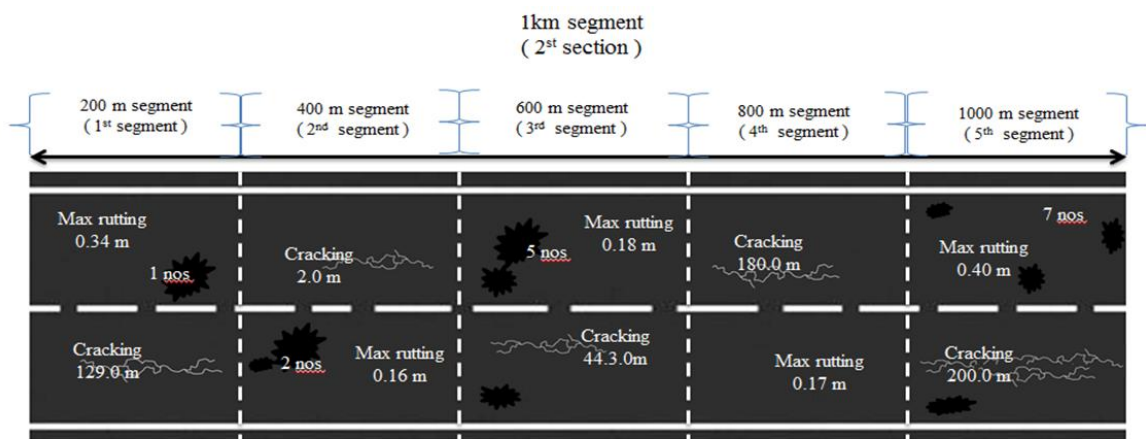 1km segment
( 2st section )
200 m segment
( 1st segment )
400 m segment
( 2nd segment )
600 m segment
( 3rd segment )
800 m segment
( 4th segment )
1000 m segment
( 5th segment )
Max rutting
0.34 m
1 nos
Cracking
2.0 m
5 nos
Max rutting
0.18 m
Cracking
180.0 m
7 nos
Max rutting
0.40 m
Cracking
129.0 m
2 nos
Max rutting
0.16 m
Cracking
44.3.0m
Max rutting
0.17 m
Cracking
200.0 m